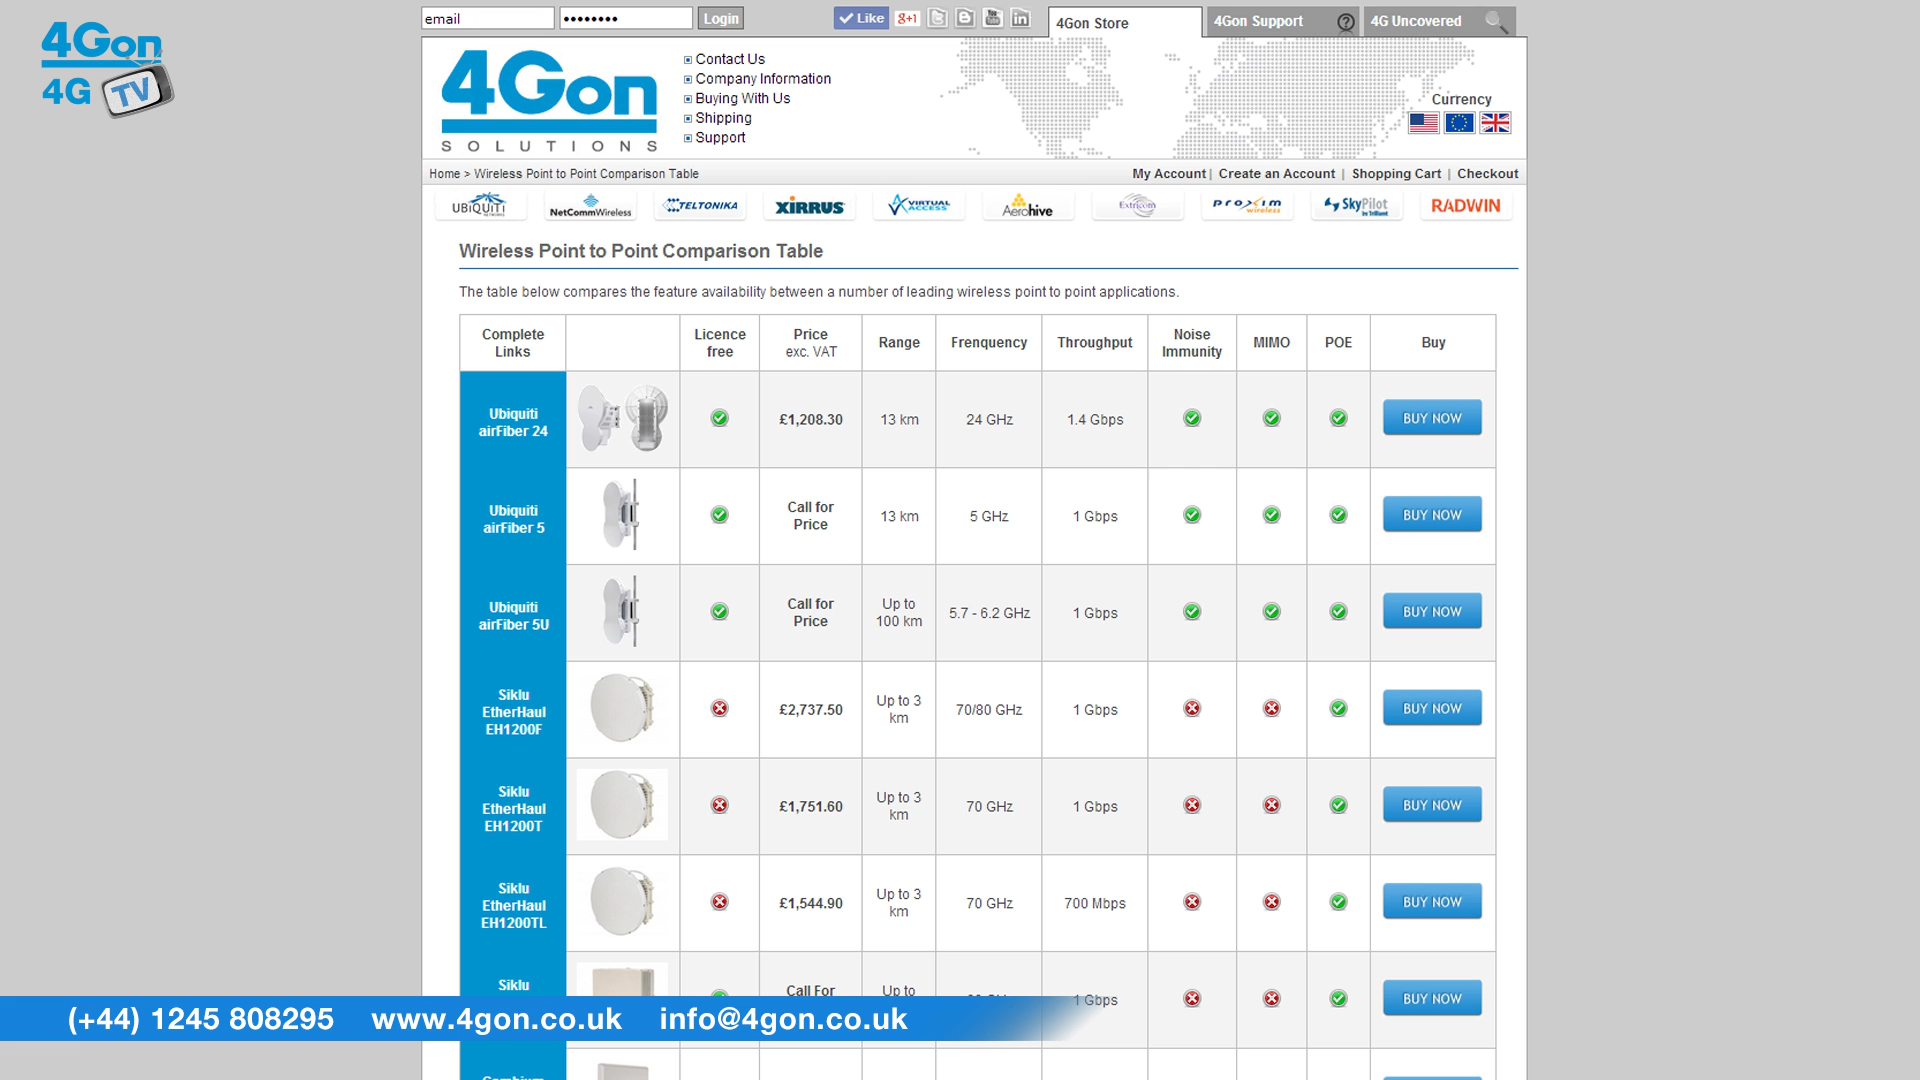 4Gon
4G TV
email
••••••••
Login
Like
g+1
4Gon Store
4Gon Support
4G Uncovered
4Gon
SOLUTIONS
Contact Us
Company Information
Buying With Us
Shipping
Support
Currency
Home > Wireless Point to Point Comparison Table
My Account | Create an Account | Shopping Cart | Checkout
UBIQUITI NETWORKS
NetCommWireless
TELTONIKA
XIRRUS
VIRTUAL ACCESS
Aerohive
Extricom
proxim wireless
SkyPilot by Trilliant
RADWIN
Wireless Point to Point Comparison Table
The table below compares the feature availability between a number of leading wireless point to point applications.
Complete Links
Licence free
Price exc. VAT
Range
Frenquency
Throughput
Noise Immunity
MIMO
POE
Buy
Ubiquiti airFiber 24
£1,208.30
13 km
24 GHz
1.4 Gbps
BUY NOW
Ubiquiti airFiber 5
Call for Price
13 km
5 GHz
1 Gbps
BUY NOW
Ubiquiti airFiber 5U
Call for Price
Up to 100 km
5.7 - 6.2 GHz
1 Gbps
BUY NOW
Siklu EtherHaul EH1200F
£2,737.50
Up to 3 km
70/80 GHz
1 Gbps
BUY NOW
Siklu EtherHaul EH1200T
£1,751.60
Up to 3 km
70 GHz
1 Gbps
BUY NOW
Siklu EtherHaul EH1200TL
£1,544.90
Up to 3 km
70 GHz
700 Mbps
BUY NOW
Siklu
Call For
Up to
1 Gbps
BUY NOW
(+44) 1245 808295 www.4gon.co.uk info@4gon.co.uk